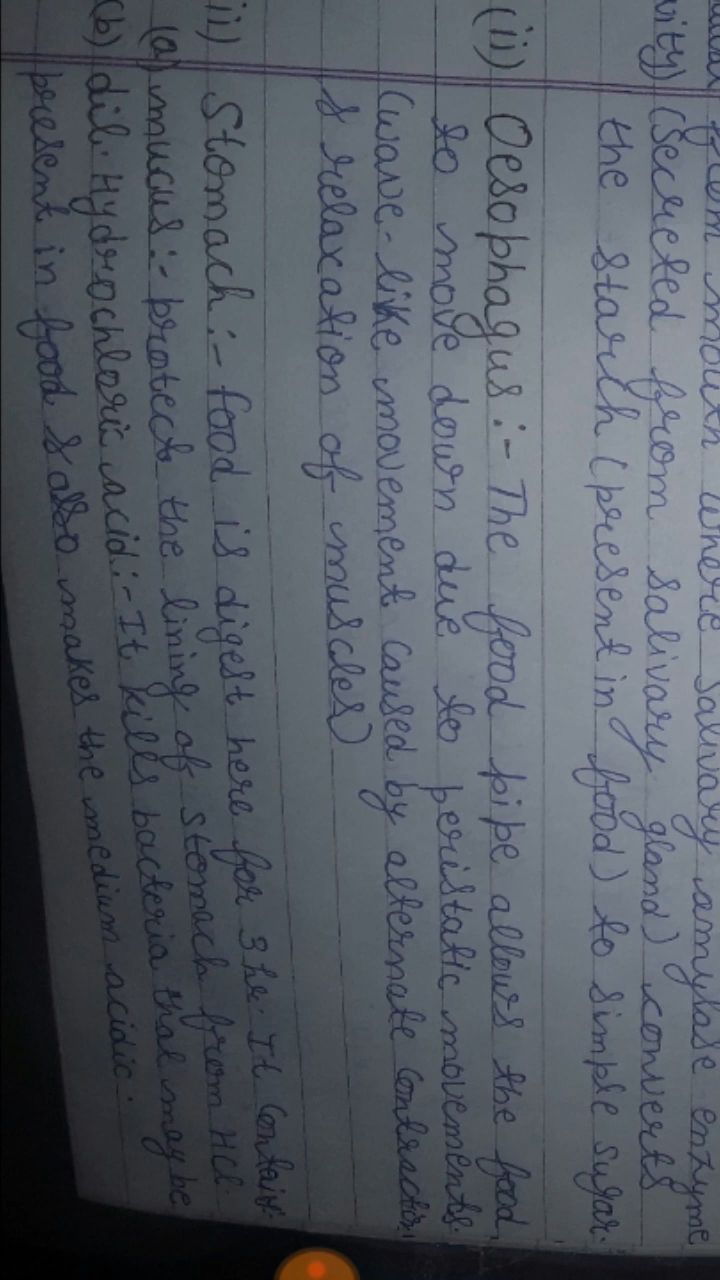 from mouth where salivary amylase enzyme
vity) (Secreted from salivary gland) converts
the starch (present in food) to simple sugar.
(ii) Oesophagus :- The food pipe allows the food
to move down due to peristatic movements.
(wave-like movement caused by alternate contraction
& relaxation of muscles)
ii) Stomach :- food is digest here for 3 hr. It contains.
(a) mucus :- protects the lining of stomach from HCl.
(b) dil. Hydrochloric acid :- It kills bacteria that may be
present in food & also makes the medium acidic.